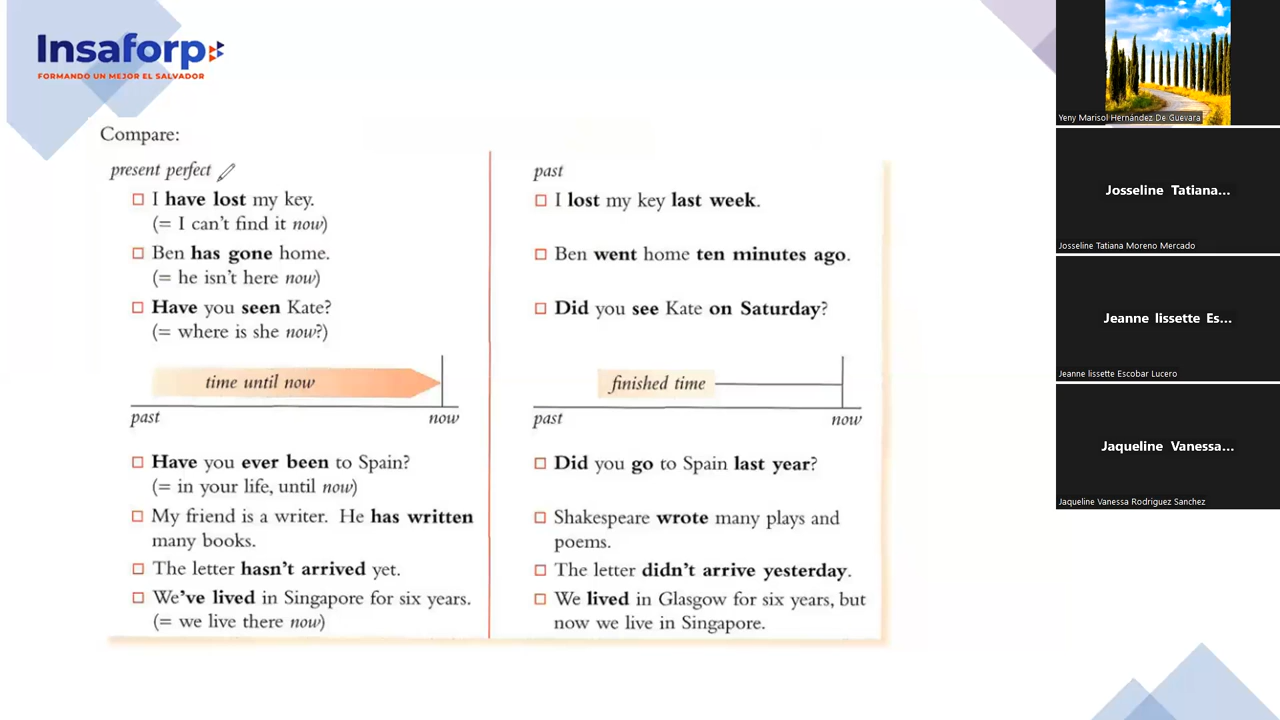 Insaforp
FORMANDO UN MEJOR EL SALVADOR
Compare:
present perfect
I have lost my key.
(= I can't find it now)
Ben has gone home.
(= he isn't here now)
Have you seen Kate?
(= where is she now?)
time until now
past now
Have you ever been to Spain?
(= in your life, until now)
My friend is a writer. He has written
many books.
The letter hasn't arrived yet.
We've lived in Singapore for six years.
(= we live there now)
past
I lost my key last week.
Ben went home ten minutes ago.
Did you see Kate on Saturday?
finished time
past now
Did you go to Spain last year?
Shakespeare wrote many plays and
poems.
The letter didn't arrive yesterday.
We lived in Glasgow for six years, but
now we live in Singapore.
Yeny Marisol Hernández De Guevara
Josseline Tatiana...
Josseline Tatiana Moreno Mercado
Jeanne lissette Es...
Jeanne lissette Escobar Lucero
Jaqueline Vanessa...
Jaqueline Vanessa Rodriguez Sanchez